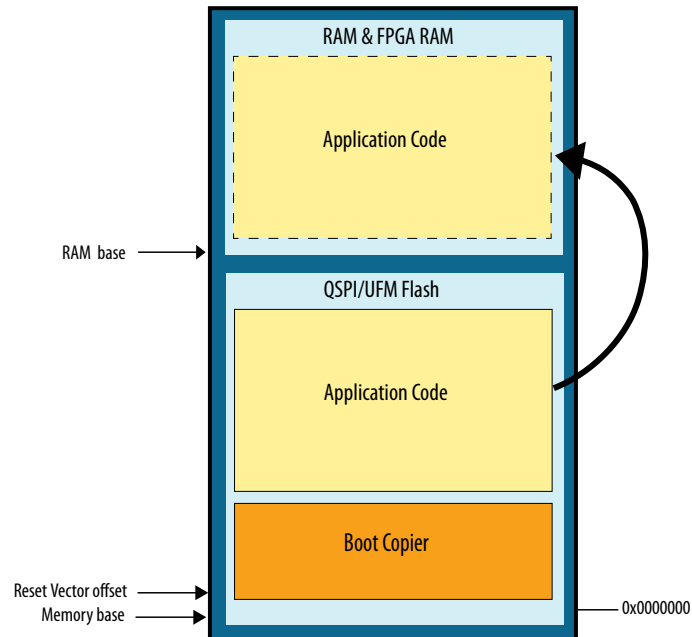 RAM & FPGA RAM
Application Code
RAM base
QSPI/UFM Flash
Application Code
Boot Copier
Reset Vector offset
Memory base
0x0000000